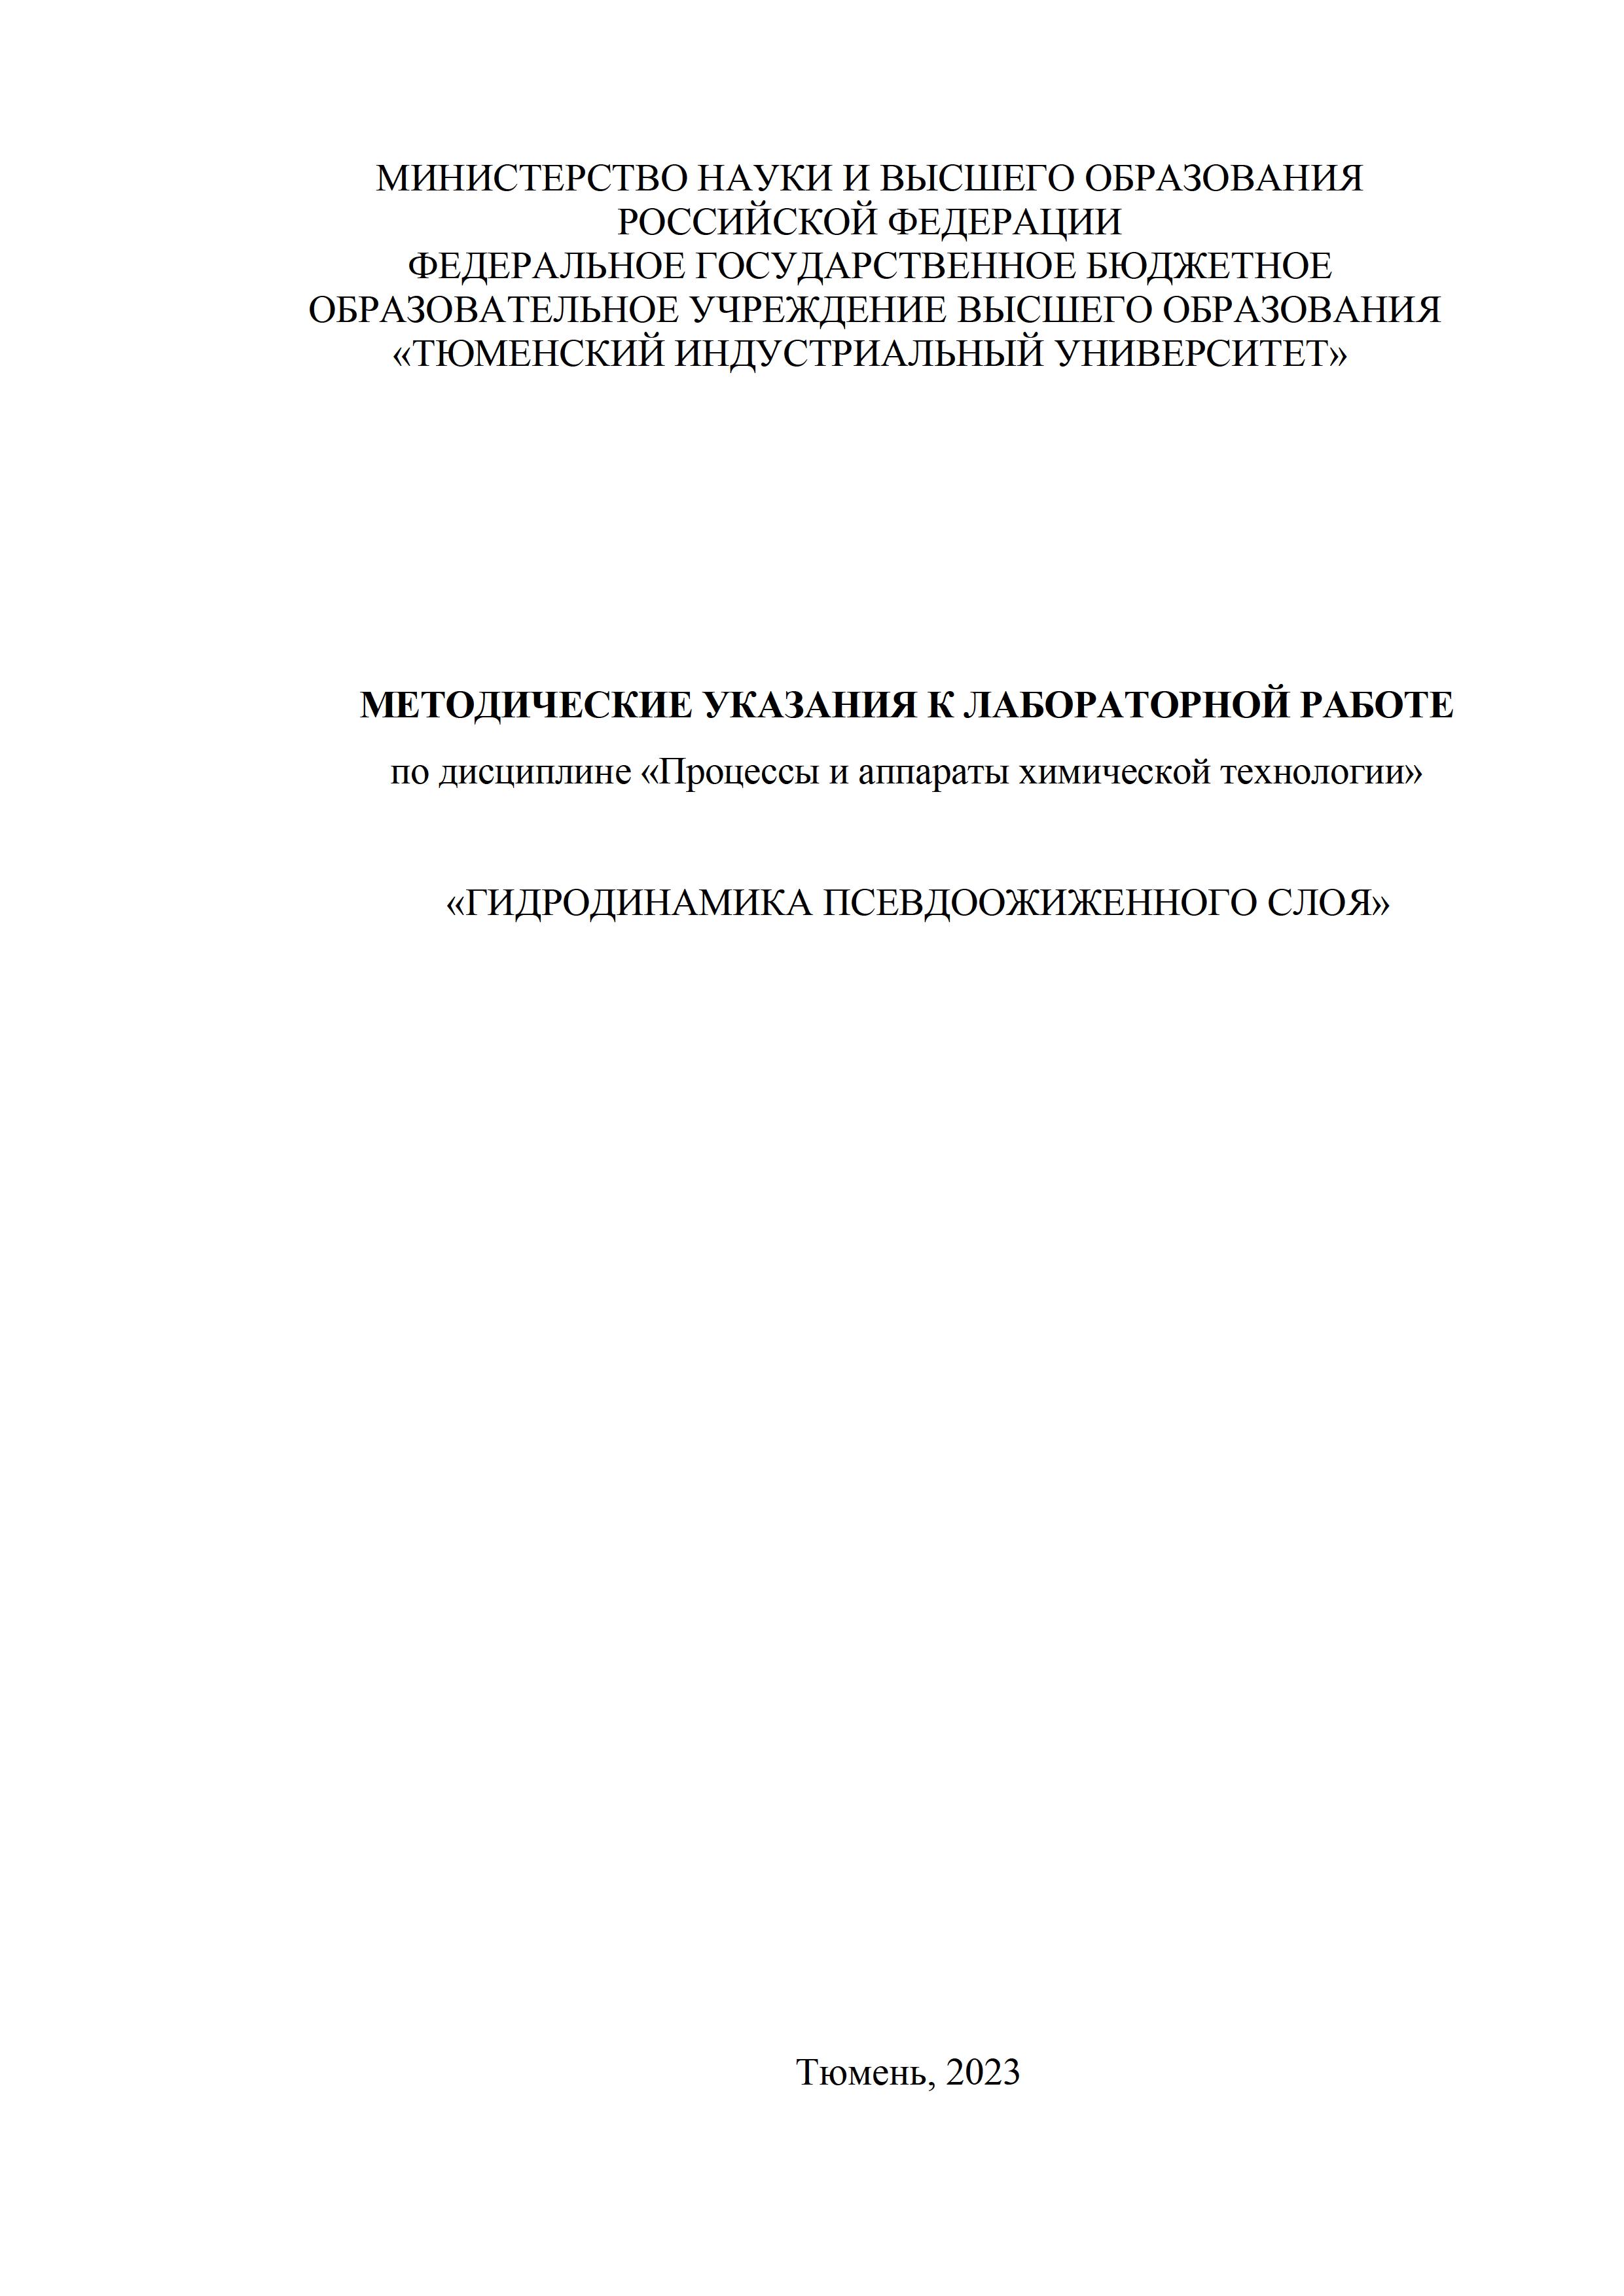 МИНИСТЕРСТВО НАУКИ И ВЫСШЕГО ОБРАЗОВАНИЯ
РОССИЙСКОЙ ФЕДЕРАЦИИ
ФЕДЕРАЛЬНОЕ ГОСУДАРСТВЕННОЕ БЮДЖЕТНОЕ
ОБРАЗОВАТЕЛЬНОЕ УЧРЕЖДЕНИЕ ВЫСШЕГО ОБРАЗОВАНИЯ
«ТЮМЕНСКИЙ ИНДУСТРИАЛЬНЫЙ УНИВЕРСИТЕТ»
МЕТОДИЧЕСКИЕ УКАЗАНИЯ К ЛАБОРАТОРНОЙ РАБОТЕ
по дисциплине «Процессы и аппараты химической технологии»
«ГИДРОДИНАМИКА ПСЕВДООЖИЖЕННОГО СЛОЯ»
Тюмень, 2023